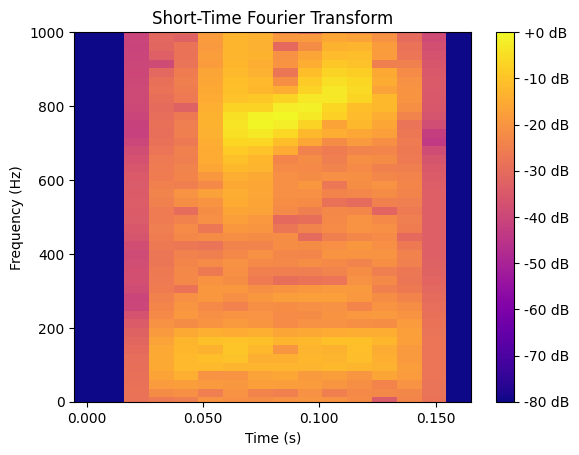 Short-Time Fourier Transform
1000
800
600
400
200
0
Frequency (Hz)
0.000
0.050
0.100
0.150
Time (s)
+0 dB
-10 dB
-20 dB
-30 dB
-40 dB
-50 dB
-60 dB
-70 dB
-80 dB